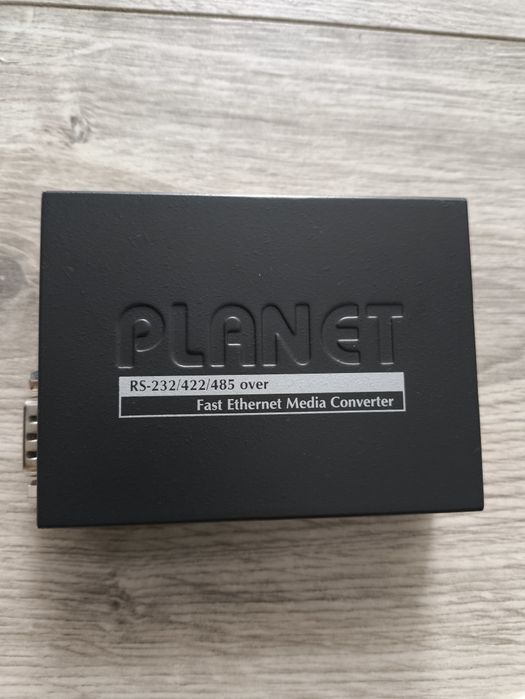 PLANET
RS-232/422/485 over
Fast Ethernet Media Converter